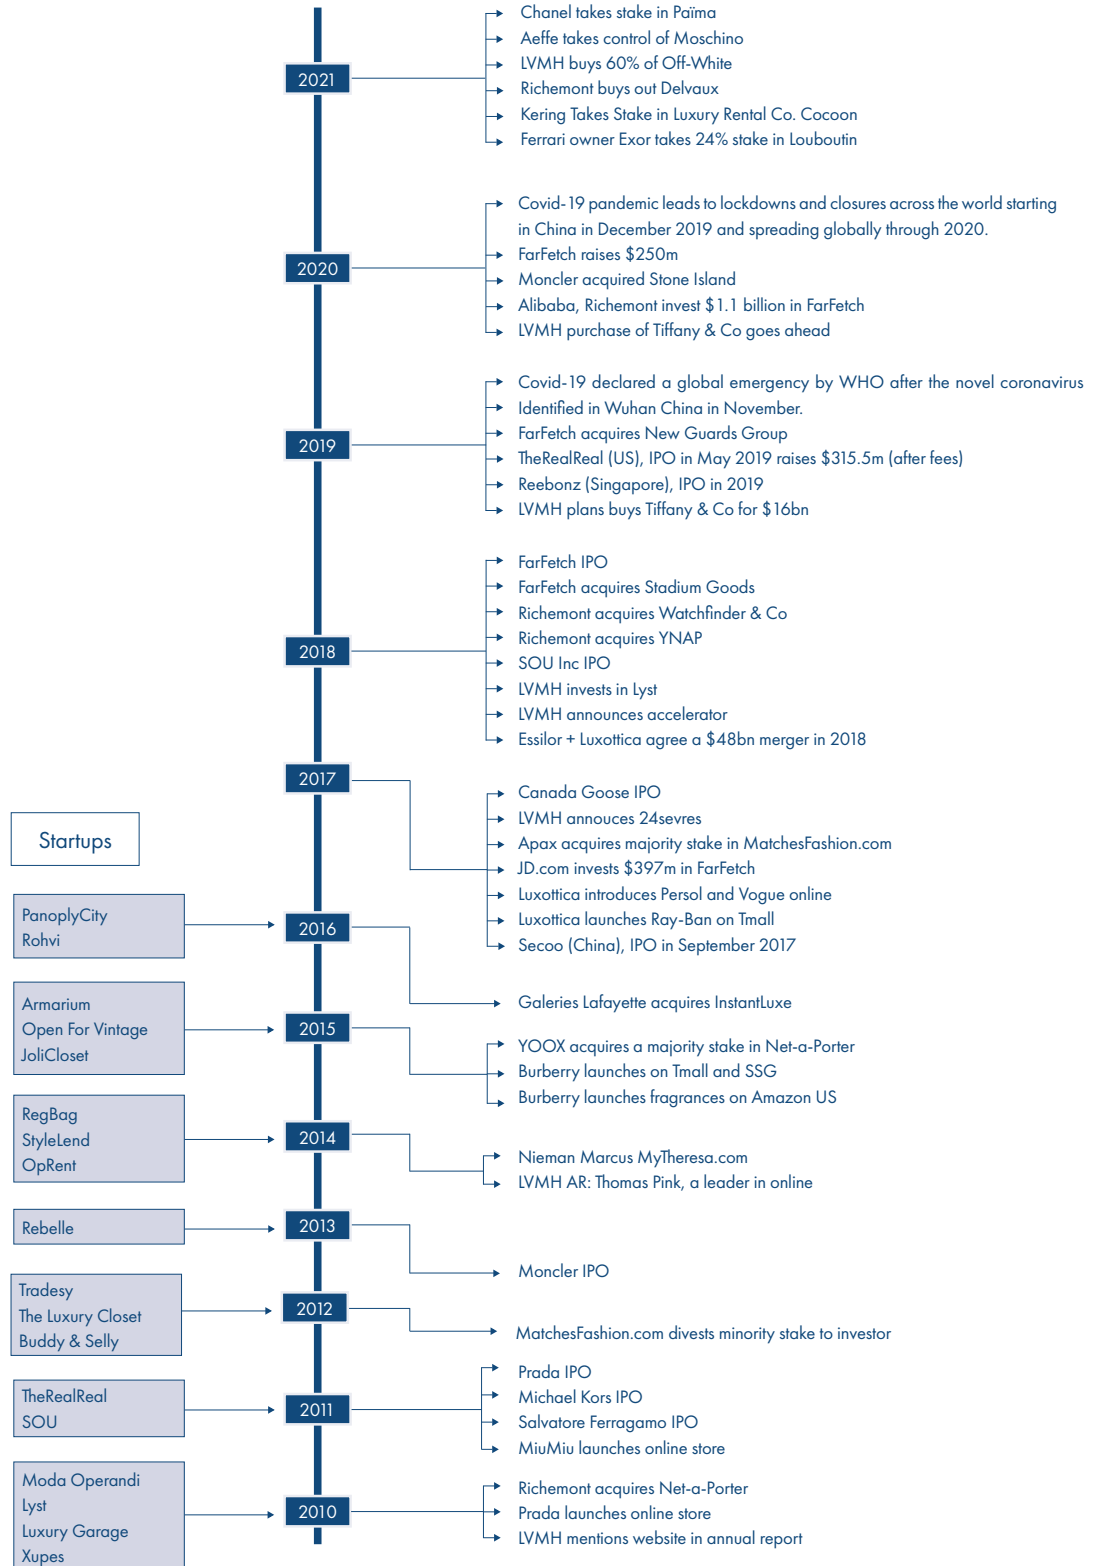 2021
Chanel takes stake in Païma
Aeffe takes control of Moschino
LVMH buys 60% of Off-White
Richemont buys out Delvaux
Kering Takes Stake in Luxury Rental Co. Cocoon
Ferrari owner Exor takes 24% stake in Louboutin
2020
Covid-19 pandemic leads to lockdowns and closures across the world starting
in China in December 2019 and spreading globally through 2020.
FarFetch raises $250m
Moncler acquired Stone Island
Alibaba, Richemont invest $1.1 billion in FarFetch
LVMH purchase of Tiffany & Co goes ahead
2019
Covid-19 declared a global emergency by WHO after the novel coronavirus
Identified in Wuhan China in November.
FarFetch acquires New Guards Group
TheRealReal (US), IPO in May 2019 raises $315.5m (after fees)
Reebonz (Singapore), IPO in 2019
LVMH plans buys Tiffany & Co for $16bn
2018
FarFetch IPO
FarFetch acquires Stadium Goods
Richemont acquires Watchfinder & Co
Richemont acquires YNAP
SOU Inc IPO
LVMH invests in Lyst
LVMH announces accelerator
Essilor + Luxottica agree a $48bn merger in 2018
2017
Canada Goose IPO
LVMH annouces 24sevres
Apax acquires majority stake in MatchesFashion.com
JD.com invests $397m in FarFetch
Luxottica introduces Persol and Vogue online
Luxottica launches Ray-Ban on Tmall
Secoo (China), IPO in September 2017
Startups
PanoplyCity
Rohvi
2016
Galeries Lafayette acquires InstantLuxe
Armarium
Open For Vintage
JoliCloset
2015
YOOX acquires a majority stake in Net-a-Porter
Burberry launches on Tmall and SSG
Burberry launches fragrances on Amazon US
RegBag
StyleLend
OpRent
2014
Nieman Marcus MyTheresa.com
LVMH AR: Thomas Pink, a leader in online
Rebelle
2013
Moncler IPO
Tradesy
The Luxury Closet
Buddy & Selly
2012
MatchesFashion.com divests minority stake to investor
TheRealReal
SOU
2011
Prada IPO
Michael Kors IPO
Salvatore Ferragamo IPO
MiuMiu launches online store
Moda Operandi
Lyst
Luxury Garage
Xupes
2010
Richemont acquires Net-a-Porter
Prada launches online store
LVMH mentions website in annual report